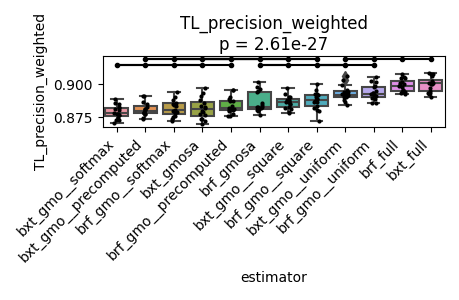 TL_precision_weighted
p = 2.61e-27
TL_precision_weighted
0.900
0.875
bxt_gmo__softmax
bxt_gmo__precomputed
brf_gmo__softmax
bxt_gmosa
brf_gmo__precomputed
brf_gmosa
bxt_gmo__square
brf_gmo__square
bxt_gmo__uniform
brf_gmo__uniform
brf_full
bxt_full
estimator